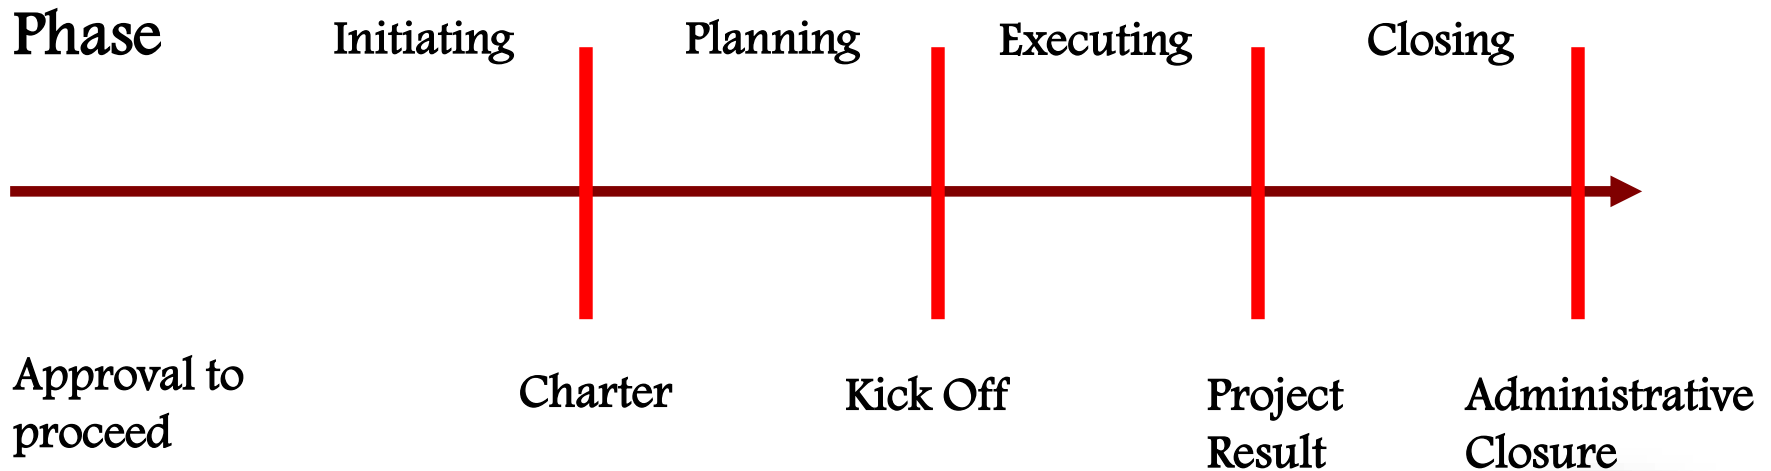 Phase Initiating Planning Executing Closing
Approval to
proceed
Charter
Kick Off
Project
Result
Administrative
Closure